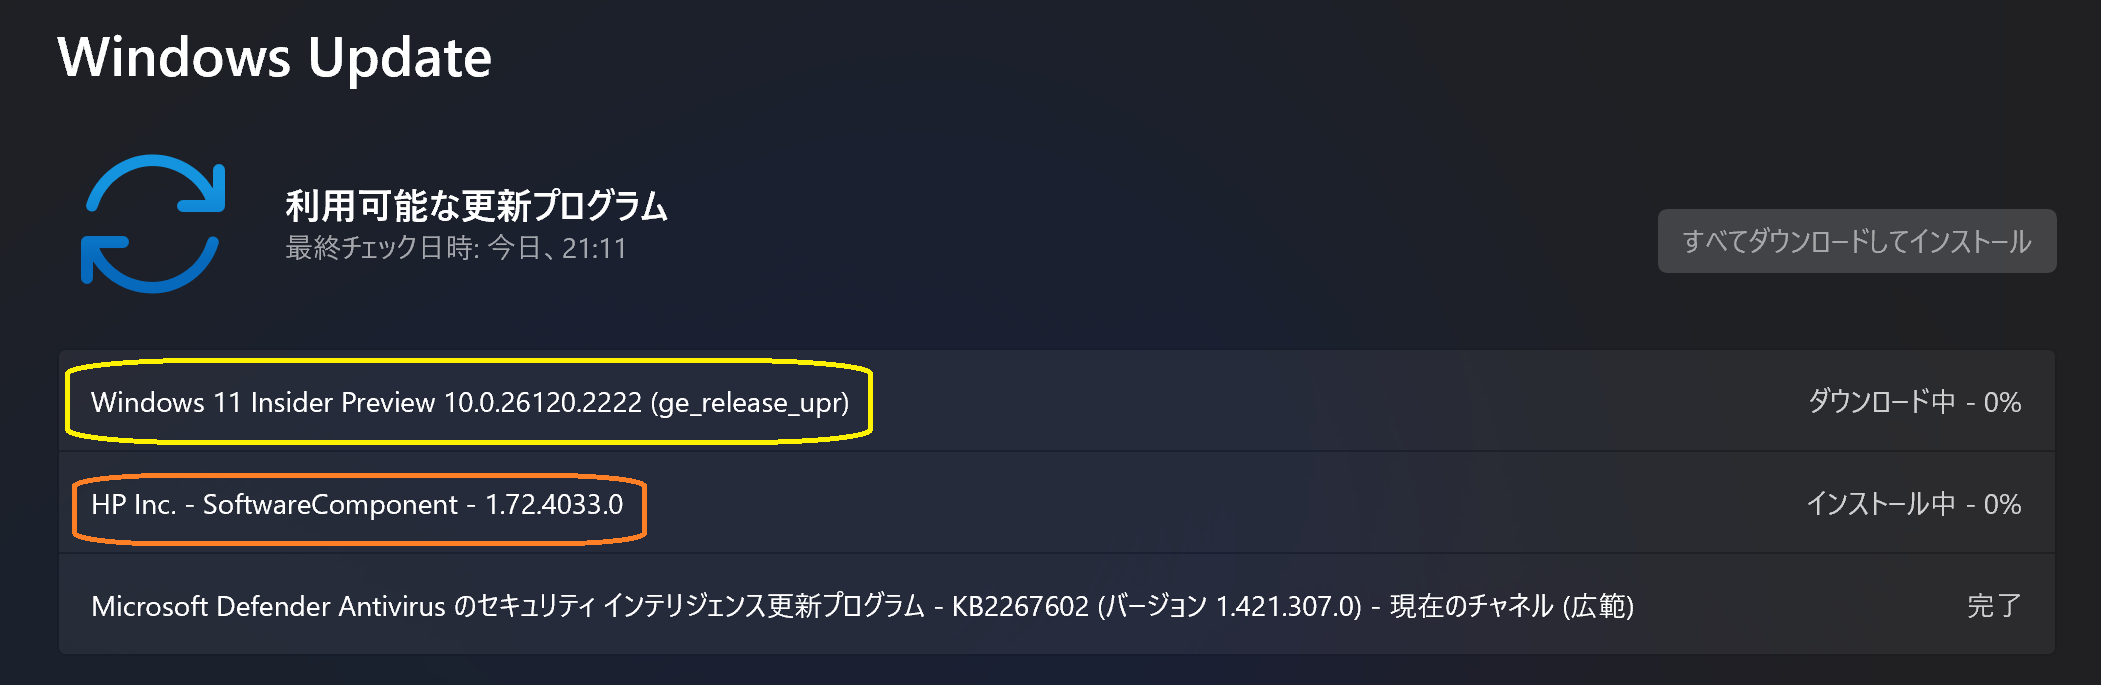 Windows Update
利用可能な更新プログラム
最終チェック日時: 今日、21:11
すべてダウンロードしてインストール
Windows 11 Insider Preview 10.0.26120.2222 (ge_release_upr)
ダウンロード中 - 0%
HP Inc. - SoftwareComponent - 1.72.4033.0
インストール中 - 0%
Microsoft Defender Antivirus のセキュリティ インテリジェンス更新プログラム - KB2267602 (バージョン 1.421.307.0) - 現在のチャネル (広範)
完了